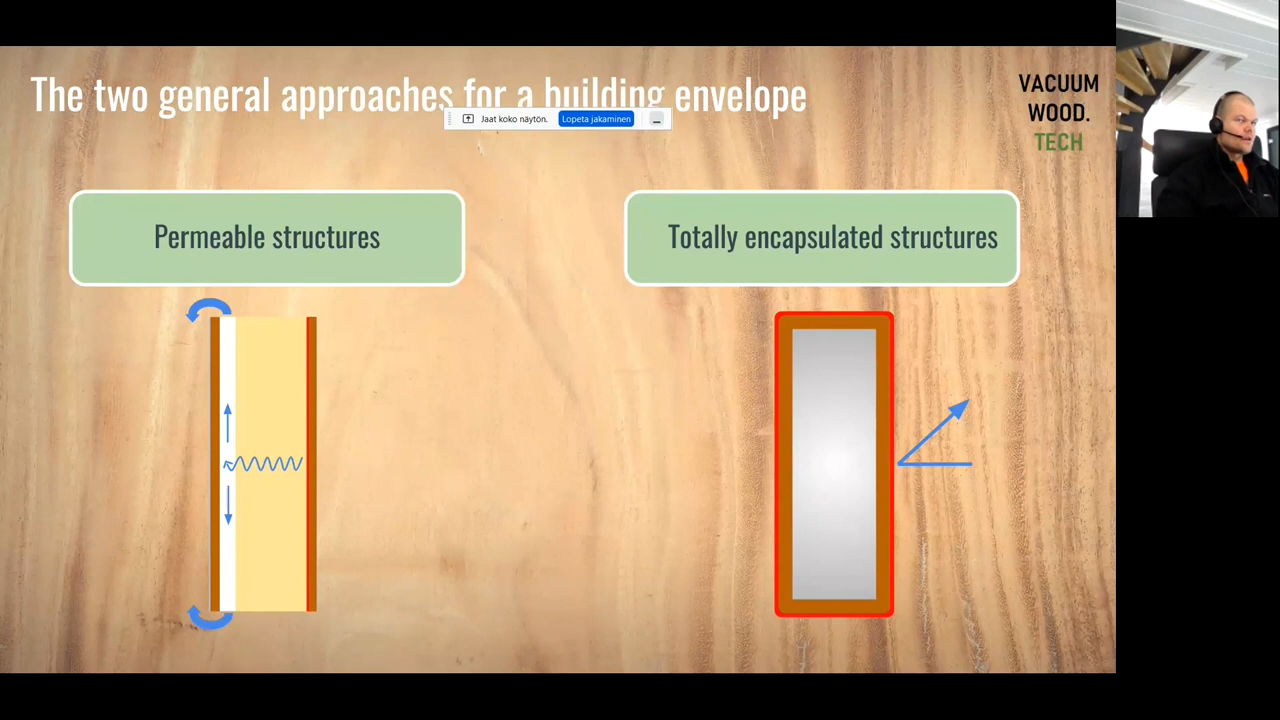 The two general approaches for a building envelope
VACUUM
WOOD.
TECH
Jaat koko näytön.
Lopeta jakaminen
Permeable structures
Totally encapsulated structures